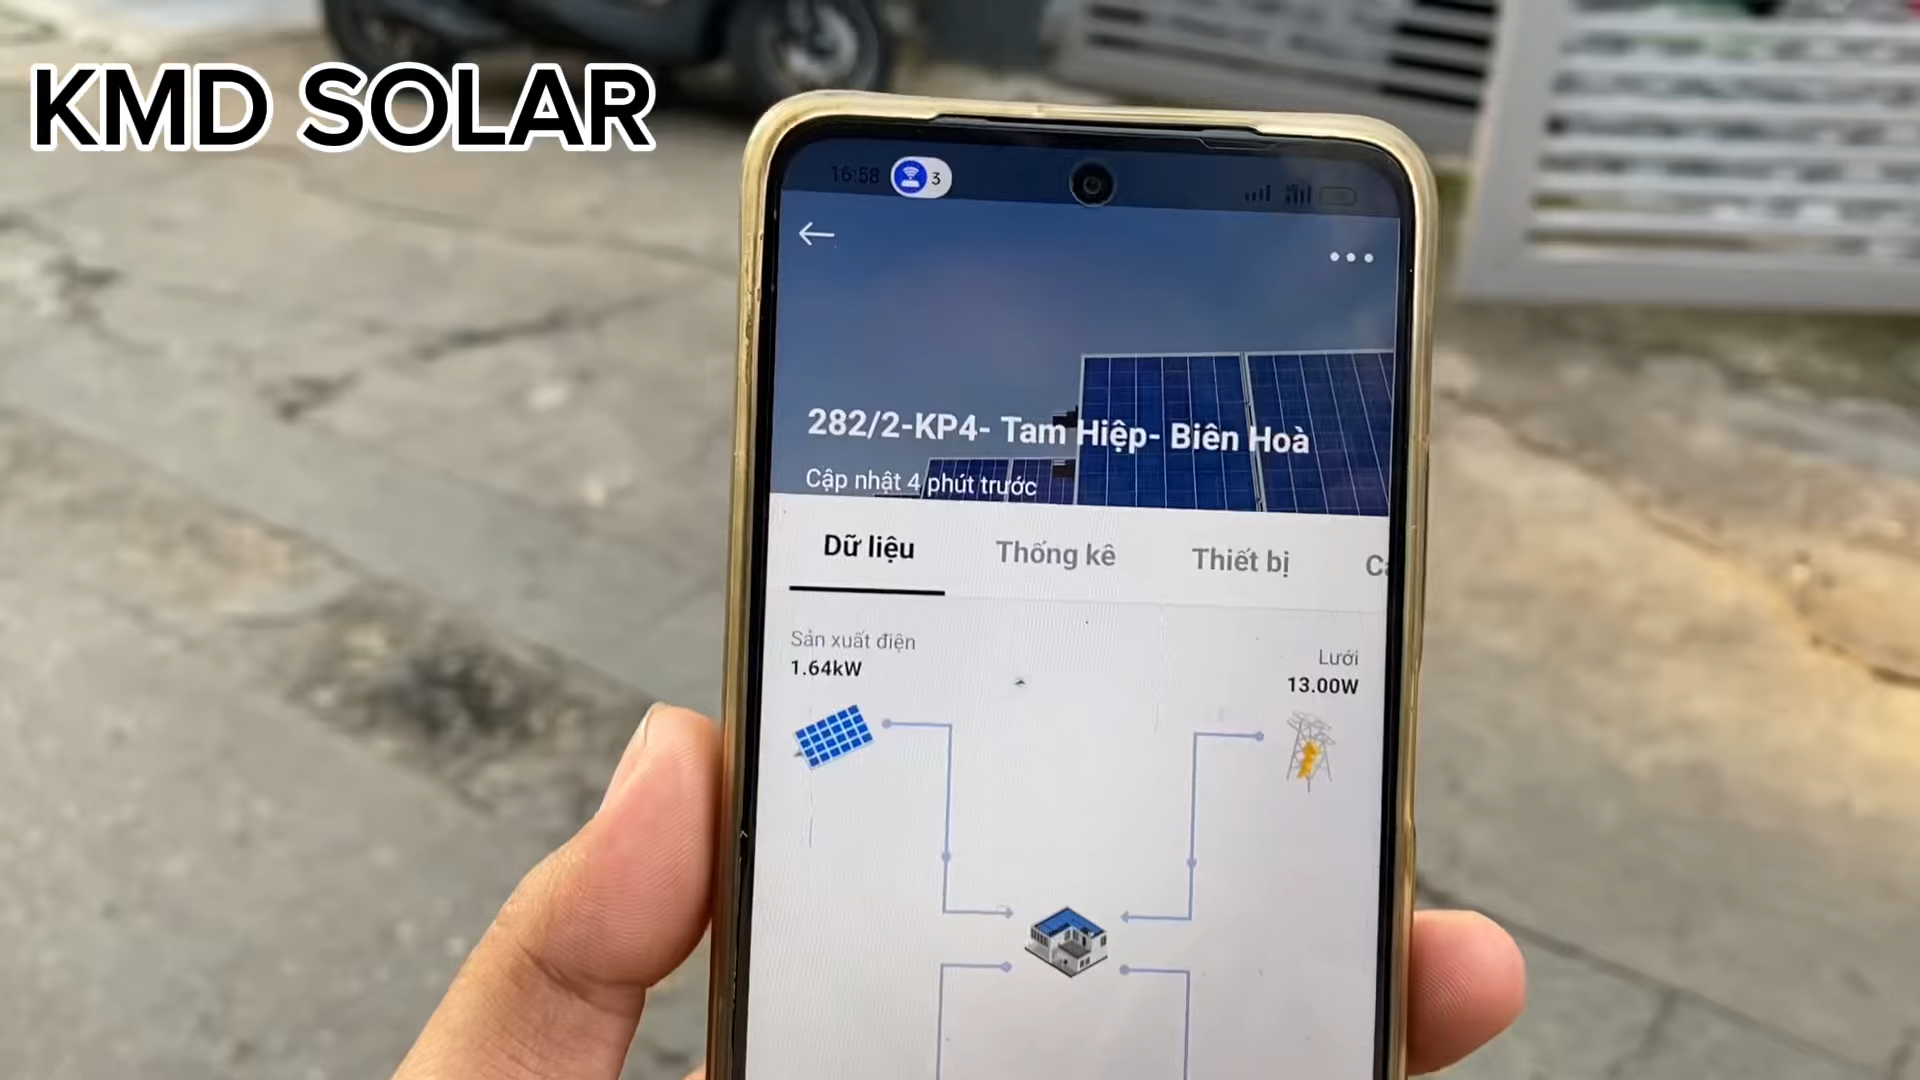 KMD SOLAR
16:58
3
282/2-KP4- Tam Hiệp- Biên Hoà
Cập nhật 4 phút trước
Dữ liệu
Thống kê
Thiết bị
Sản xuất điện
1.64kW
Lưới
13.00W